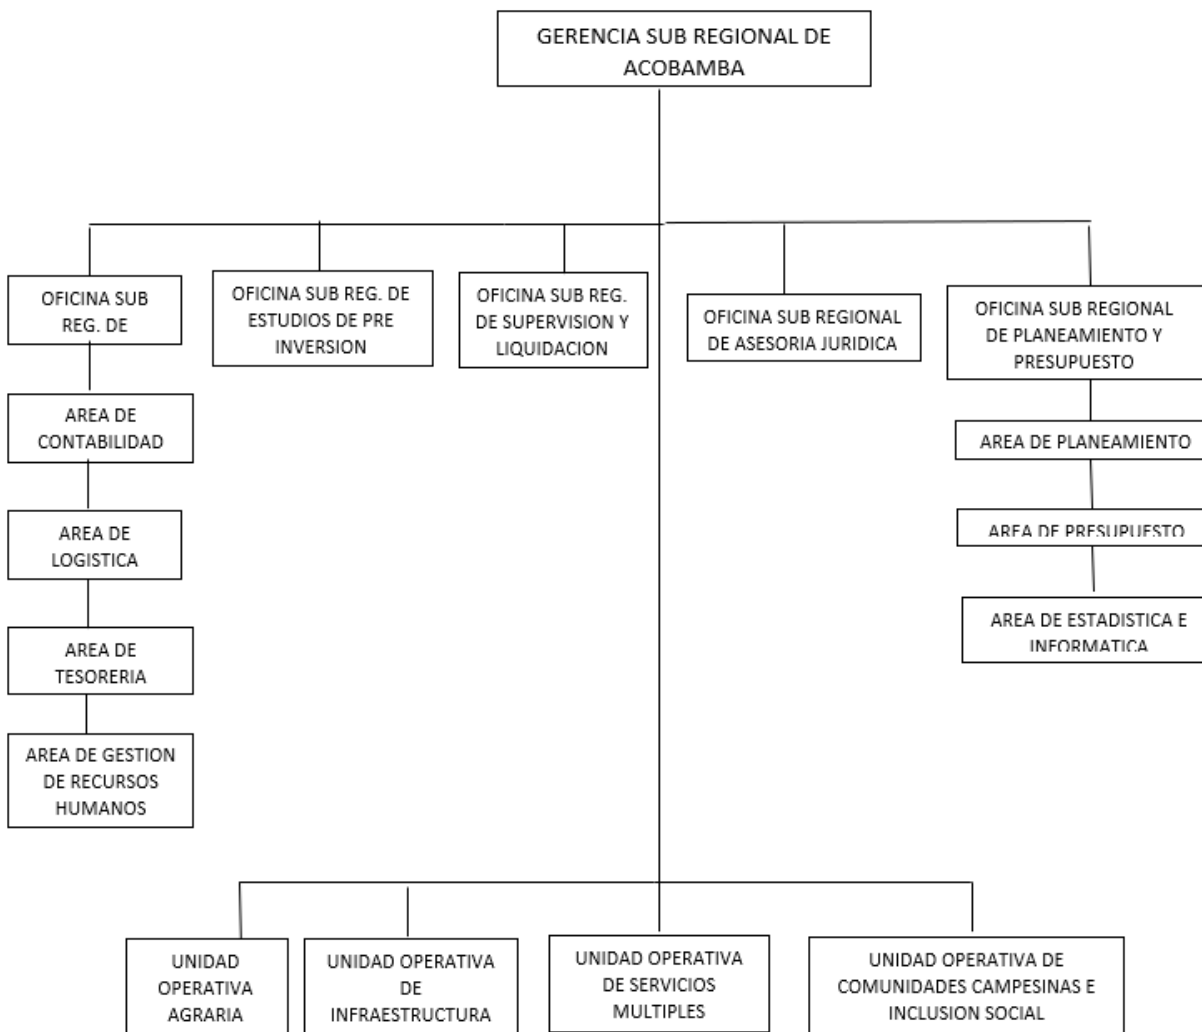 GERENCIA SUB REGIONAL DE
ACOBAMBA
OFICINA SUB
REG. DE
OFICINA SUB REG. DE
ESTUDIOS DE PRE
INVERSION
OFICINA SUB REG.
DE SUPERVISION Y
LIQUIDACION
OFICINA SUB REGIONAL
DE ASESORIA JURIDICA
OFICINA SUB REGIONAL
DE PLANEAMIENTO Y
PRESUPUESTO
AREA DE
CONTABILIDAD
AREA DE
LOGISTICA
AREA DE
TESORERIA
AREA DE GESTION
DE RECURSOS
HUMANOS
AREA DE PLANEAMIENTO
AREA DE PRESUPUESTO
AREA DE ESTADISTICA E
INFORMATICA
UNIDAD
OPERATIVA
AGRARIA
UNIDAD OPERATIVA
DE
INFRAESTRUCTURA
UNIDAD OPERATIVA
DE SERVICIOS
MULTIPLES
UNIDAD OPERATIVA DE
COMUNIDADES CAMPESINAS E
INCLUSION SOCIAL